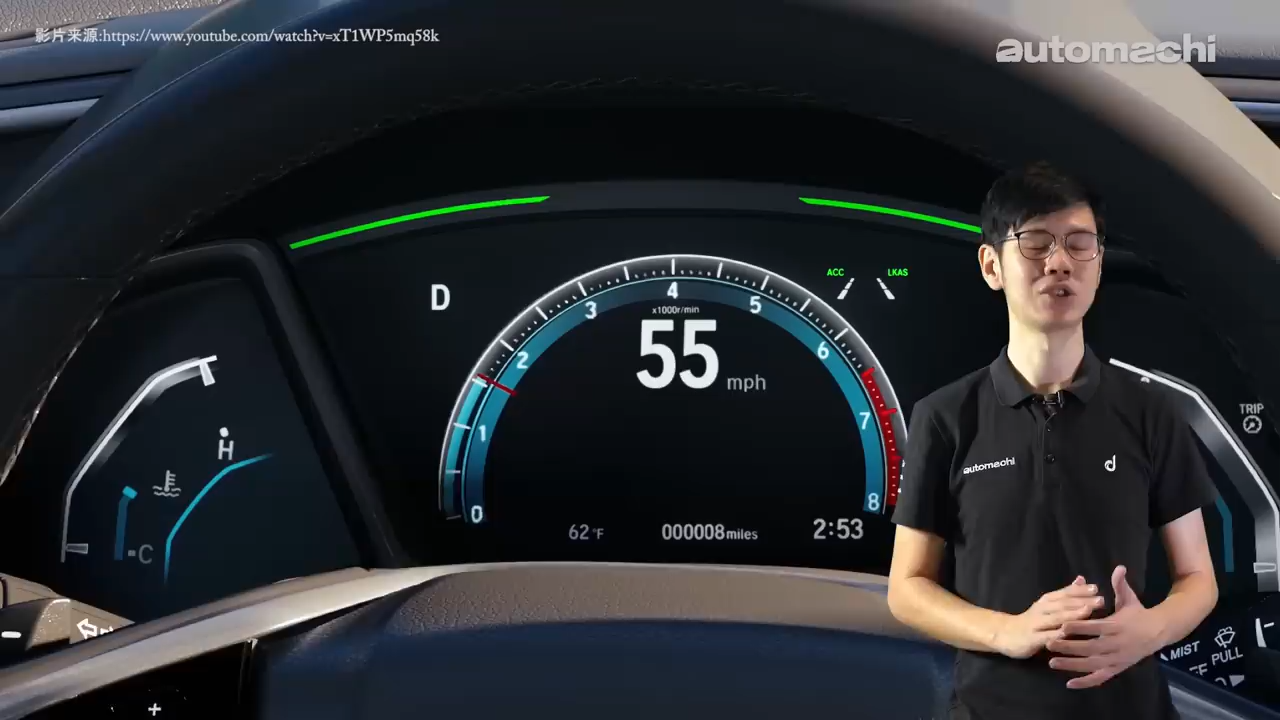 影片来源:https://www.youtube.com/watch?v=xT1WP5mq58k
automachi
D
ACC
LKAS
0
1
2
3
4
5
6
7
8
x1000r/min
55 mph
62°F
000008 miles
2:53
H
C
TRIP
automachi
MIST
PULL